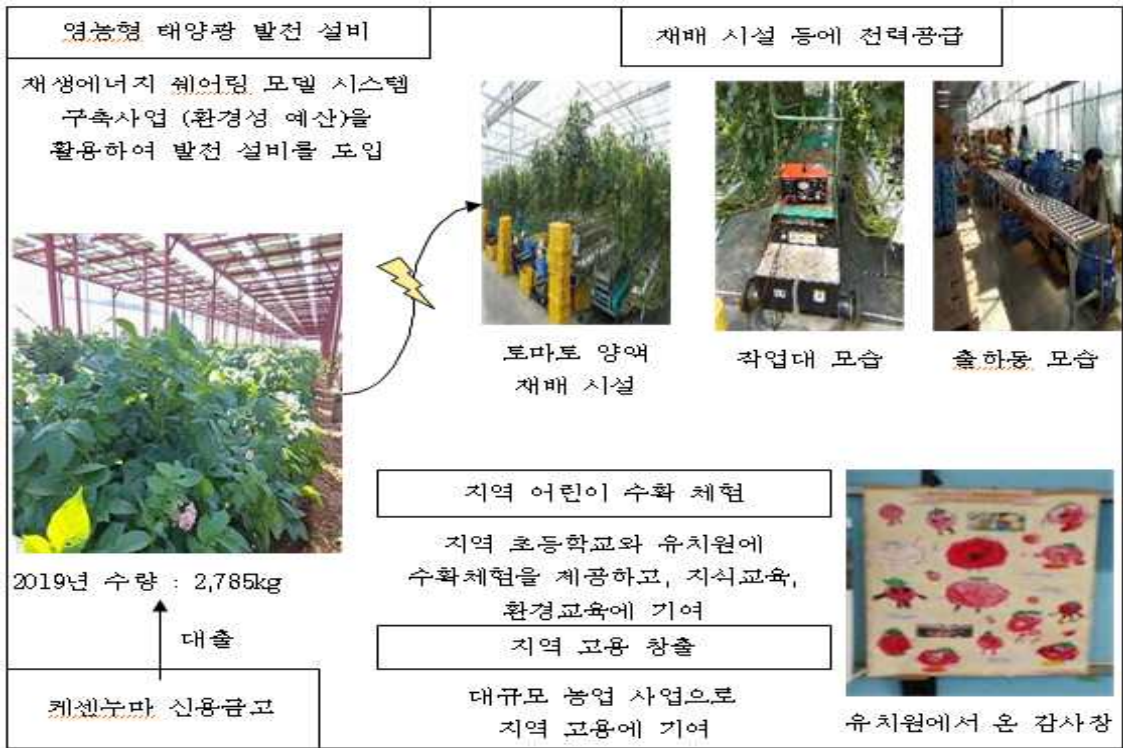 영농형 태양광 발전 설비
재생에너지 쉐어링 모델 시스템
구축사업 (환경성 예산)을
활용하여 발전 설비를 도입
2019년 수량 : 2,785kg
대출
케센누마 신용금고
재배 시설 등에 전력공급
토마토 양액
재배 시설
작업대 모습
출하동 모습
지역 어린이 수확 체험
지역 초등학교와 유치원에
수확체험을 제공하고, 지식교육,
환경교육에 기여
지역 고용 창출
대규모 농업 사업으로
지역 고용에 기여
유치원에서 온 감사장